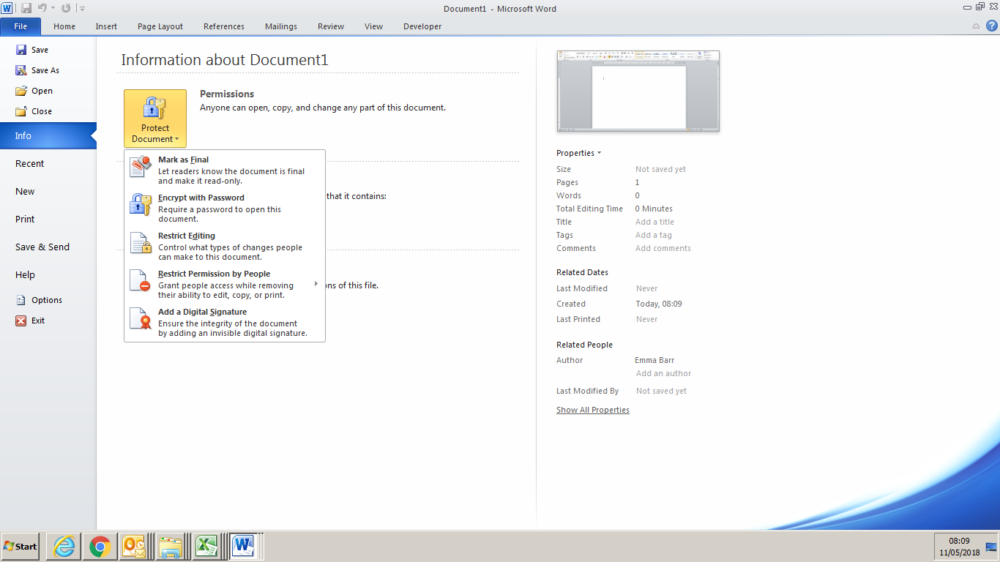 Document1 - Microsoft Word
File Home Insert Page Layout References Mailings Review View Developer
Save
Save As
Open
Close
Info
Recent
New
Print
Save & Send
Help
Options
Exit
Information about Document1
Protect
Document
Permissions
Anyone can open, copy, and change any part of this document.
Mark as Final
Let readers know the document is final
and make it read-only.
Encrypt with Password
Require a password to open this
document.
that it contains:
Restrict Editing
Control what types of changes people
can make to this document.
Restrict Permission by People
Grant people access while removing
their ability to edit, copy, or print.
of this file.
Add a Digital Signature
Ensure the integrity of the document
by adding an invisible digital signature.
Properties
Size Not saved yet
Pages 1
Words 0
Total Editing Time 0 Minutes
Title Add a title
Tags Add a tag
Comments Add comments
Related Dates
Last Modified Never
Created Today, 08:09
Last Printed Never
Related People
Author Emma Barr
Add an author
Last Modified By Not saved yet
Show All Properties
Start
08:09
11/05/2018